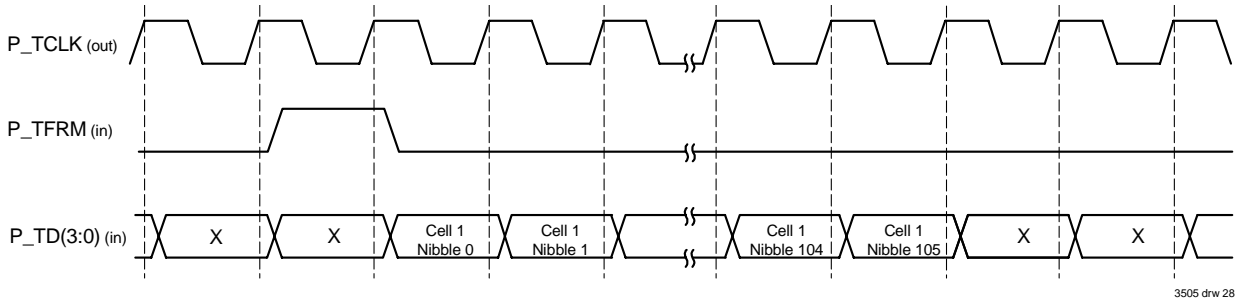 P_TCLK (out)
P_TFRM (in)
P_TD(3:0) (in)
X
X
Cell 1
Nibble 0
Cell 1
Nibble 1
Cell 1
Nibble 104
Cell 1
Nibble 105
X
X
3505 drw 28